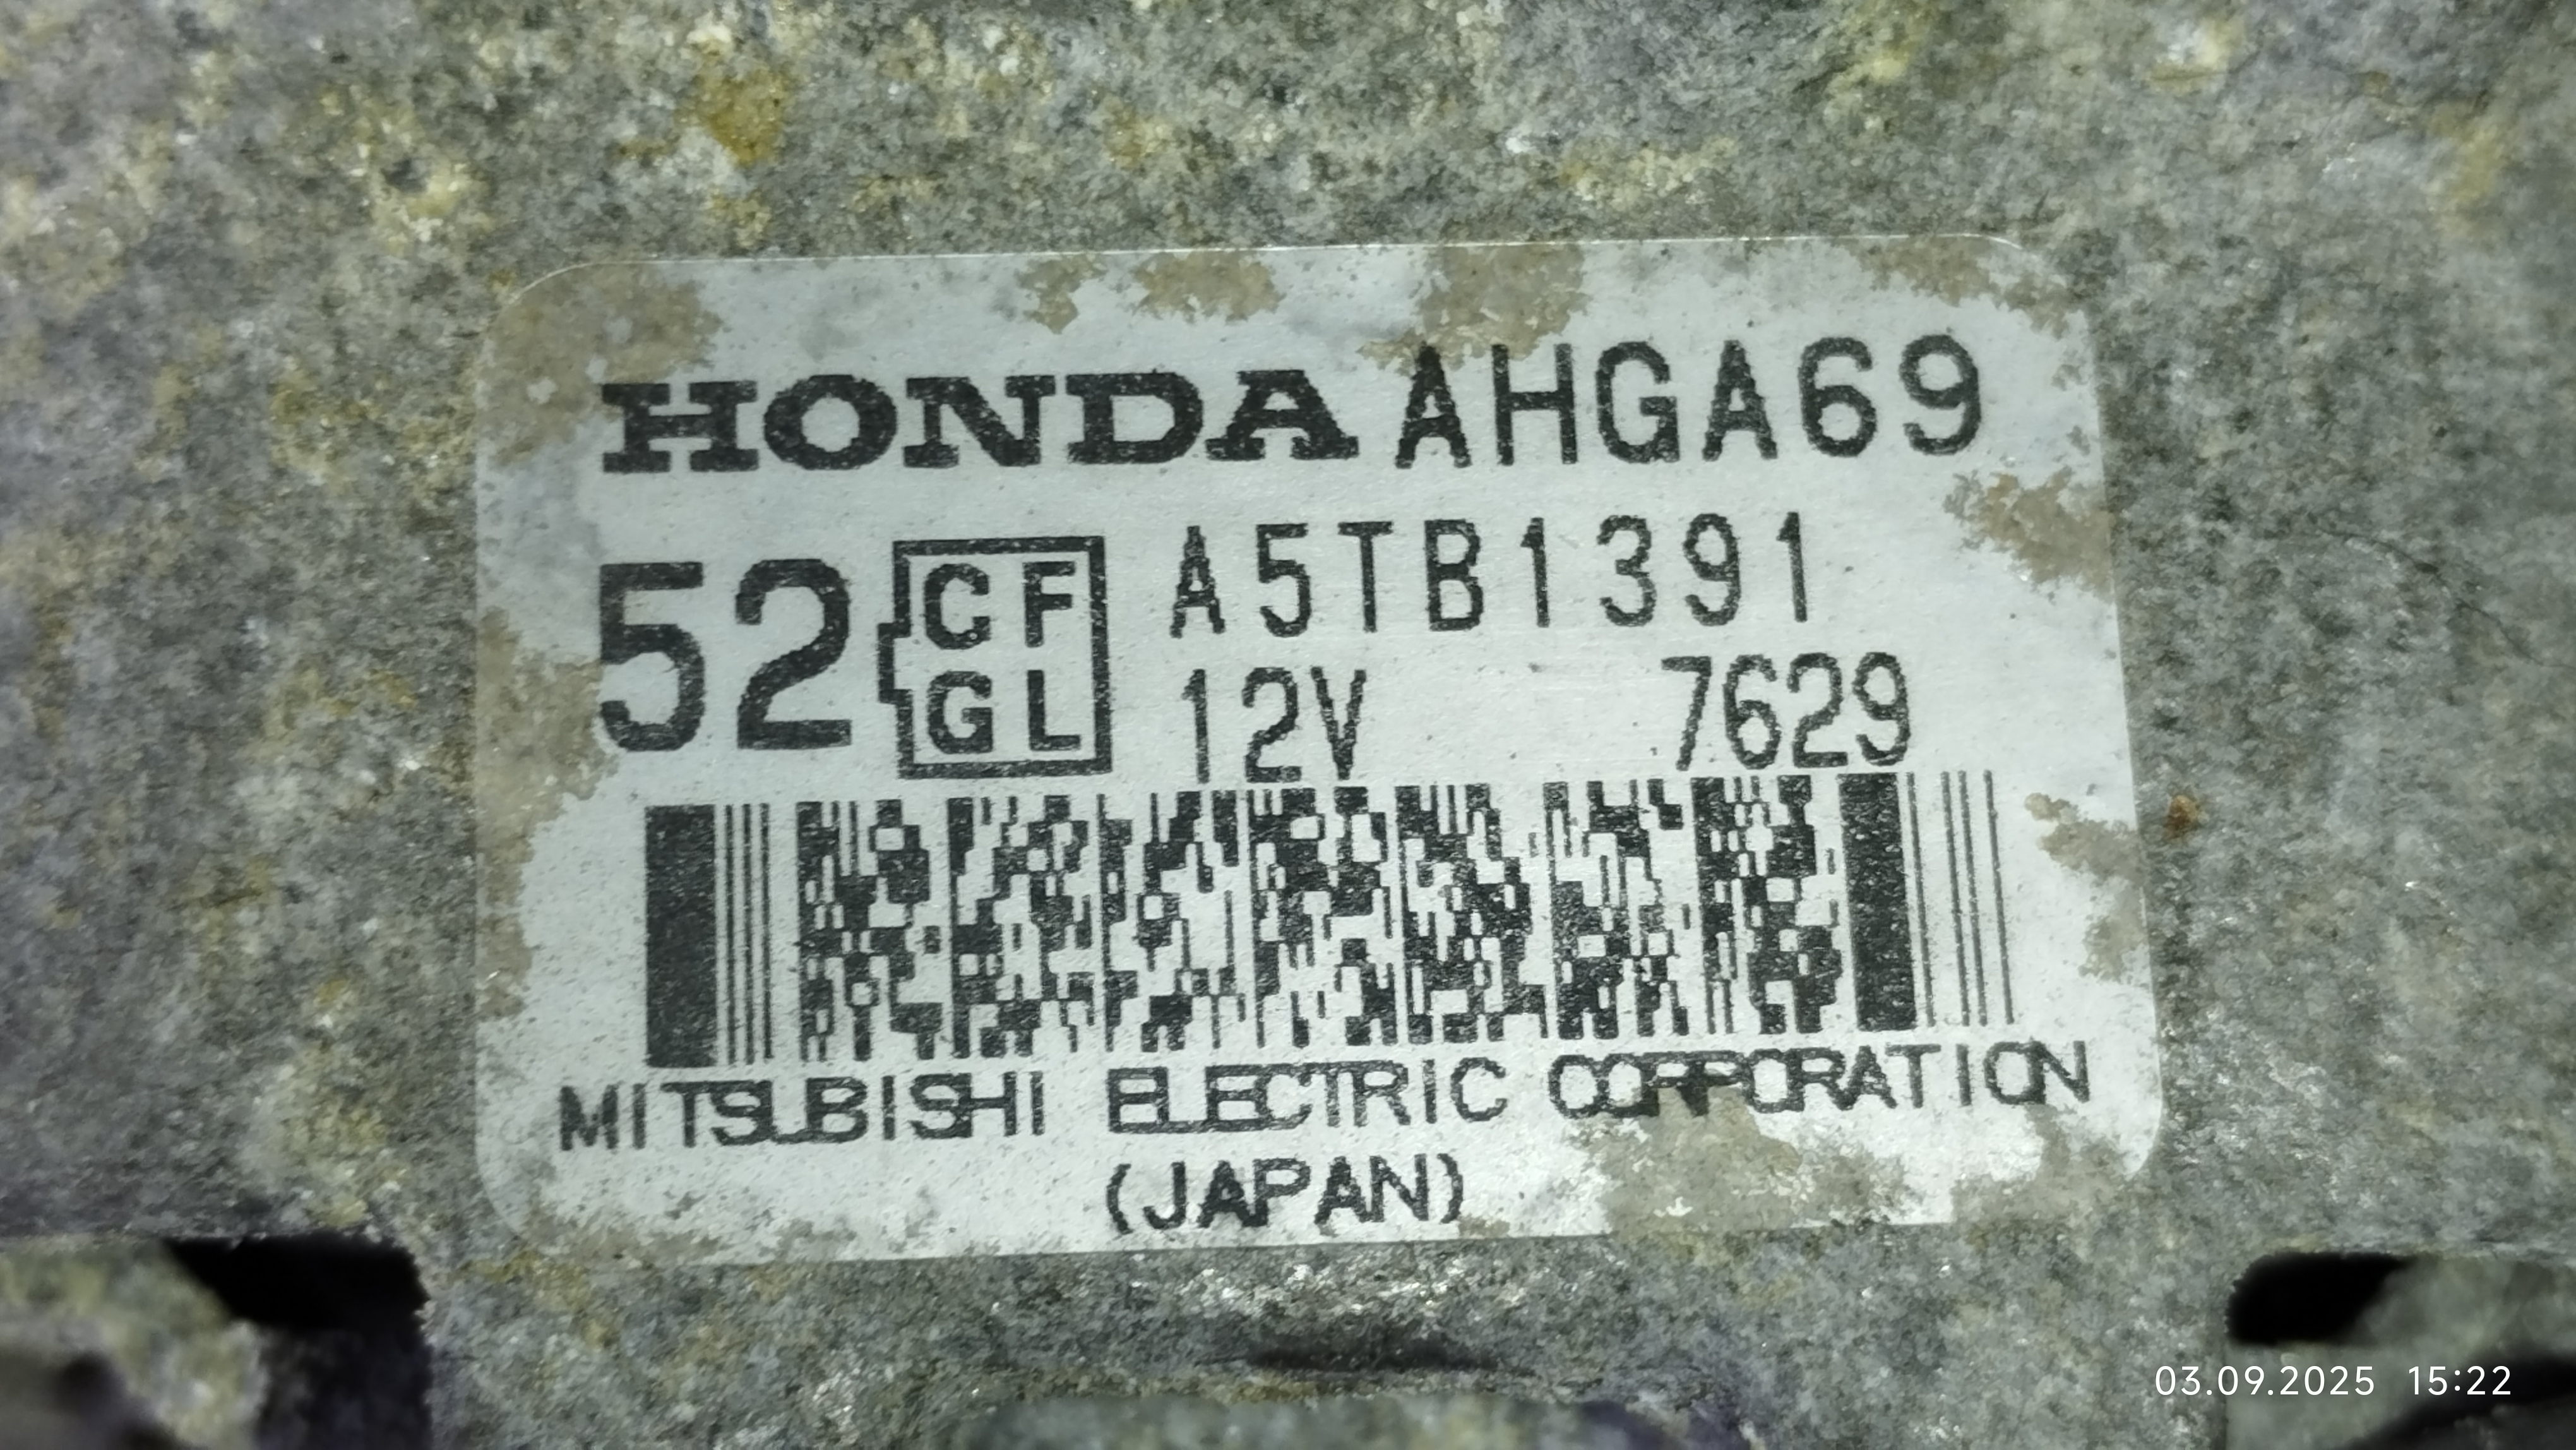 HONDA AHGA69
52 CF GL A5TB1391
12V 7629
MITSUBISHI ELECTRIC CORPORATION
(JAPAN)
03.09.2025 15:22